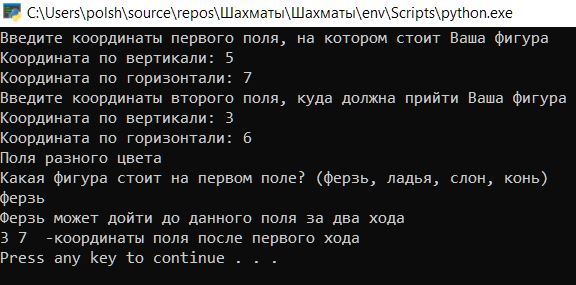 C:\Users\polsh\source\repos\Шахматы\Шахматы\env\Scripts\python.exe
Введите координаты первого поля, на котором стоит Ваша фигура
Координата по вертикали: 5
Координата по горизонтали: 7
Введите координаты второго поля, куда должна прийти Ваша фигура
Координата по вертикали: 3
Координата по горизонтали: 6
Поля разного цвета
Какая фигура стоит на первом поле? (ферзь, ладья, слон, конь)
ферзь
Ферзь может дойти до данного поля за два хода
3 7  -координаты поля после первого хода
Press any key to continue . . .